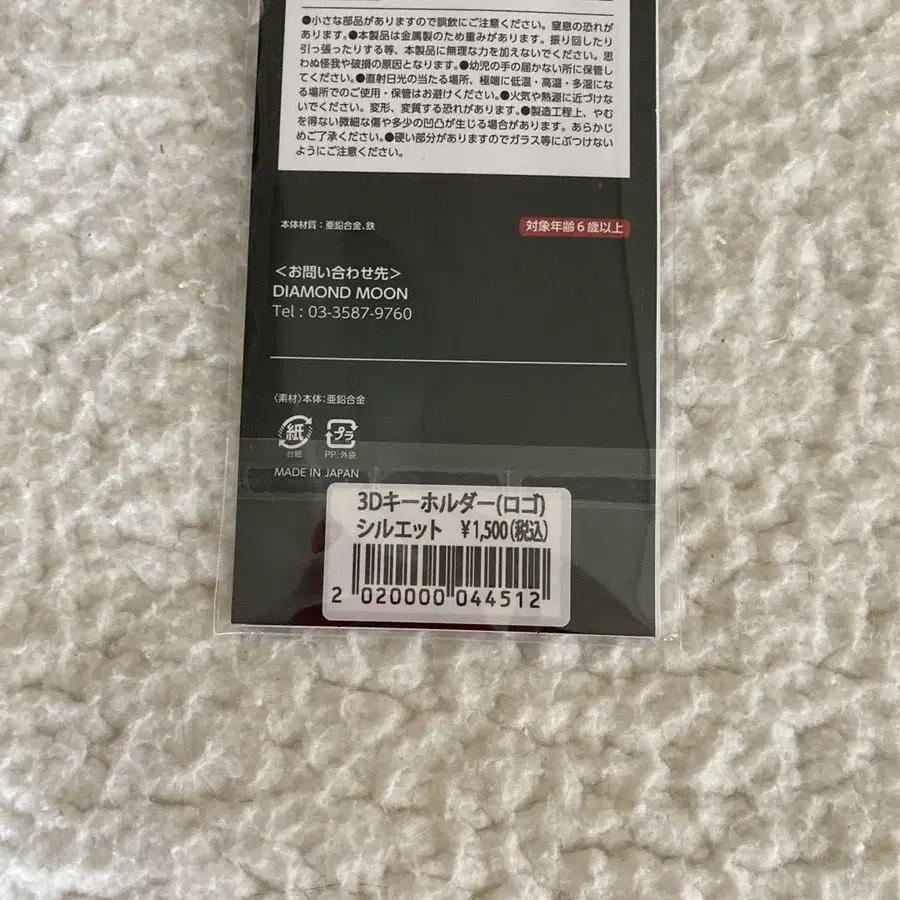 ●小さな部品がありますので誤飲にご注意ください。窒息の恐れが
あります。●本製品は金属製のため重みがあります。振り回したり
引っ張ったりする等、本製品に無理な力を加えないでください。思
わぬ怪我や破損の原因となります。●幼児の手の届かない所に保管し
てください。●直射日光の当たる場所、極端に低温・高温・多湿にな
る場所でのご使用・保管はお避けください。●火気や熱源に近づけな
いでください。変形、変質する恐れがあります。●製造工程上、やむ
を得ない微細な傷や多少の凹凸が生じる場合があります。あらかじ
めご了承ください。●硬い部分がありますのでガラス等にぶつけない
ようにご注意ください。
本体材質：亜鉛合金、鉄
対象年齢6歳以上
＜お問い合わせ先＞
DIAMOND MOON
Tel : 03-3587-9760
〈素材〉本体：亜鉛合金
紙 プラ
台紙 PP:外袋
MADE IN JAPAN
3Dキーホルダー(ロゴ)
シルエット ¥1,500(税込)
2 020000 044512